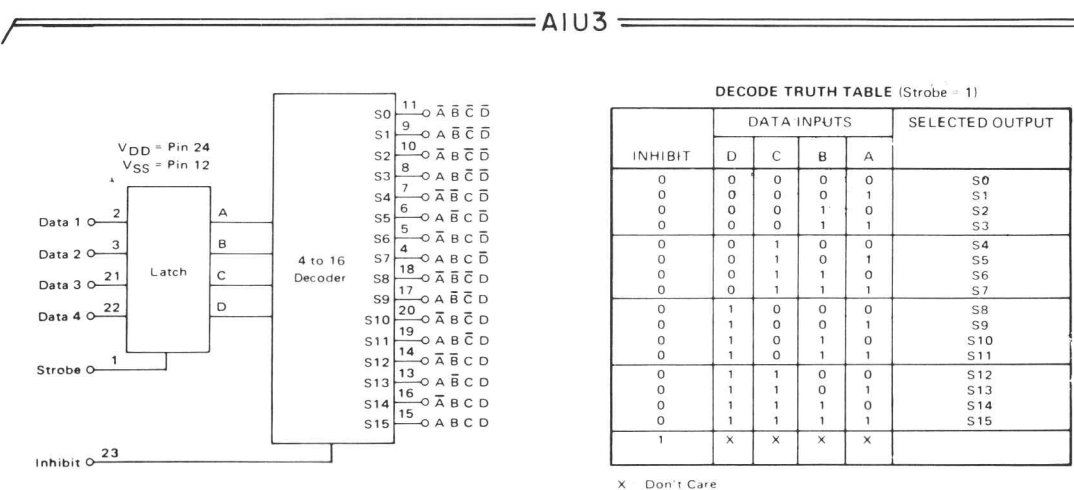 AIU3
V_DD = Pin 24
V_SS = Pin 12
Data 1 2
Data 2 3
Data 3 21
Data 4 22
Strobe 1
Inhibit 23
Latch
A
B
C
D
4 to 16
Decoder
S0 11 A̅ B̅ C̅ D̅
S1 9 A B̅ C̅ D̅
S2 10 A̅ B C̅ D̅
S3 8 A B C̅ D̅
S4 7 A̅ B̅ C D̅
S5 6 A B̅ C D̅
S6 5 A̅ B C D̅
S7 4 A B C D̅
S8 18 A̅ B̅ C̅ D
S9 17 A B̅ C̅ D
S10 20 A̅ B C̅ D
S11 19 A B C̅ D
S12 14 A̅ B̅ C D
S13 13 A B̅ C D
S14 16 A̅ B C D
S15 15 A B C D
DECODE TRUTH TABLE (Strobe = 1)
DATA INPUTS SELECTED OUTPUT
INHIBIT D C B A
0 0 0 0 0 S0
0 0 0 0 1 S1
0 0 0 1 0 S2
0 0 0 1 1 S3
0 0 1 0 0 S4
0 0 1 0 1 S5
0 0 1 1 0 S6
0 0 1 1 1 S7
0 1 0 0 0 S8
0 1 0 0 1 S9
0 1 0 1 0 S10
0 1 0 1 1 S11
0 1 1 0 0 S12
0 1 1 0 1 S13
0 1 1 1 0 S14
0 1 1 1 1 S15
1 X X X X
X Don't Care